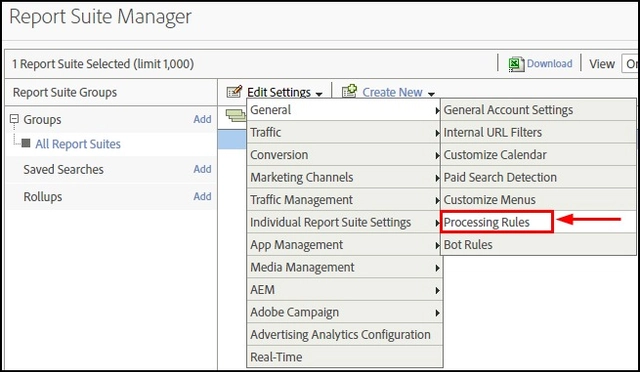 Report Suite Manager
1 Report Suite Selected (limit 1,000)
Download
View
Report Suite Groups
Edit Settings
Create New
Groups
Add
All Report Suites
Saved Searches
Add
Rollups
Add
General
Traffic
Conversion
Marketing Channels
Traffic Management
Individual Report Suite Settings
App Management
Media Management
AEM
Adobe Campaign
Advertising Analytics Configuration
Real-Time
General Account Settings
Internal URL Filters
Customize Calendar
Paid Search Detection
Customize Menus
Processing Rules
Bot Rules